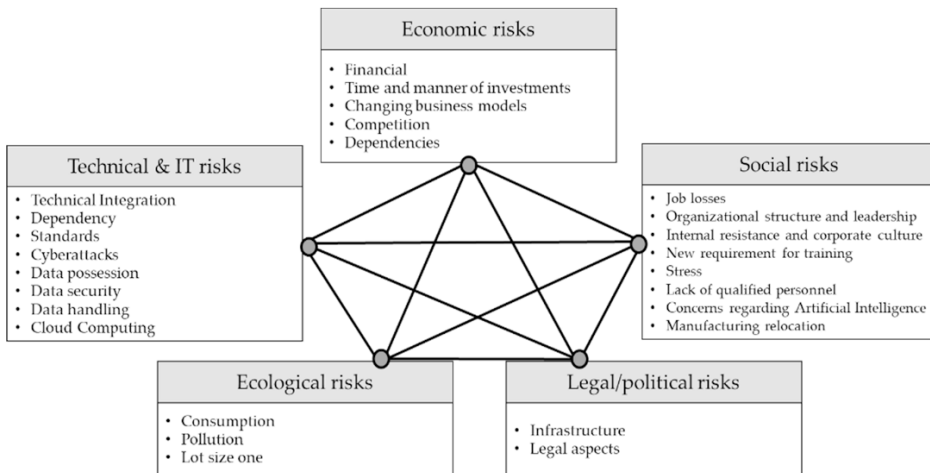 Economic risks
• Financial
• Time and manner of investments
• Changing business models
• Competition
• Dependencies
Technical & IT risks
• Technical Integration
• Dependency
• Standards
• Cyberattacks
• Data possession
• Data security
• Data handling
• Cloud Computing
Social risks
• Job losses
• Organizational structure and leadership
• Internal resistance and corporate culture
• New requirement for training
• Stress
• Lack of qualified personnel
• Concerns regarding Artificial Intelligence
• Manufacturing relocation
Ecological risks
• Consumption
• Pollution
• Lot size one
Legal/political risks
• Infrastructure
• Legal aspects